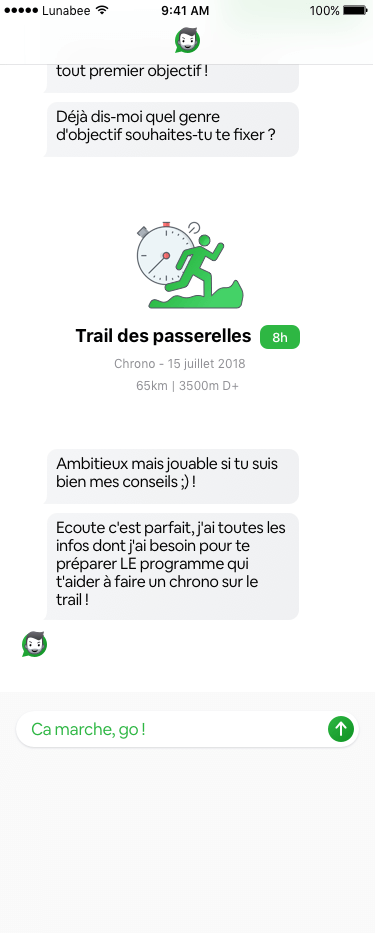 Lunabee 9:41 AM 100%
tout premier objectif !
Déjà dis-moi quel genre
d'objectif souhaites-tu te fixer ?
Trail des passerelles 8h
Chrono - 15 juillet 2018
65km | 3500m D+
Ambitieux mais jouable si tu suis
bien mes conseils ;) !
Ecoute c'est parfait, j'ai toutes les
infos dont j'ai besoin pour te
préparer LE programme qui
t'aider à faire un chrono sur le
trail !
Ca marche, go !